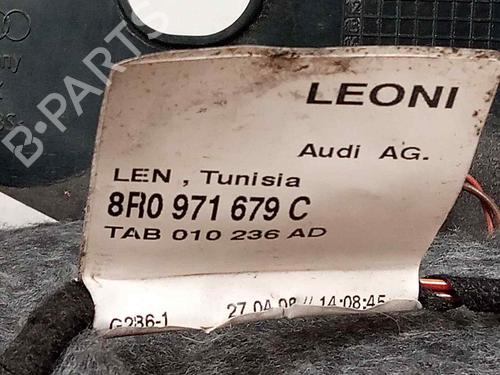 LEONI
Audi AG.
LEN , Tunisia
8R0 971 679 C
TAB 010 236 AD
G286-1 27.04.08 // 14:08:45
B-PARTS